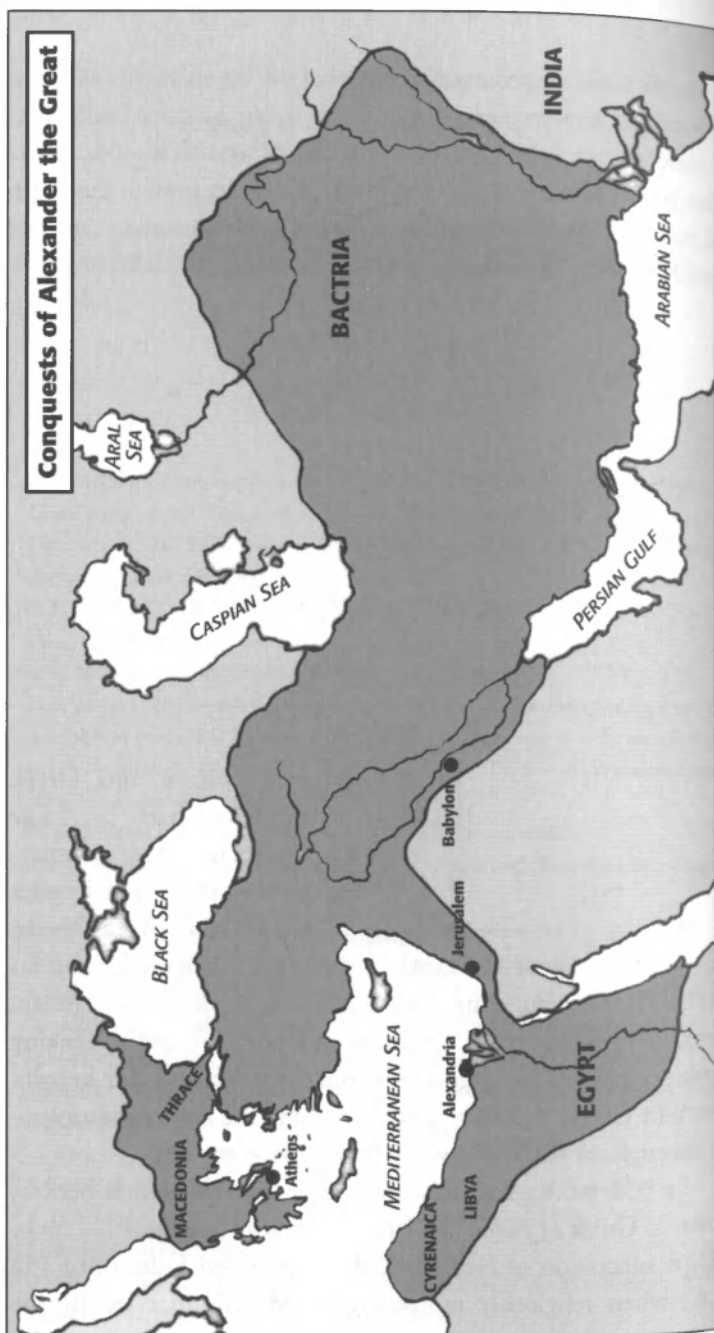 Conquests of Alexander the Great
ARAL
SEA
CASPIAN SEA
BLACK SEA
BACTRIA
INDIA
THRACE
MACEDONIA
Athens
MEDITERRANEAN SEA
Babylon
Jerusalem
Alexandria
PERSIAN GULF
ARABIAN SEA
CYRENAICA
LIBYA
EGYPT